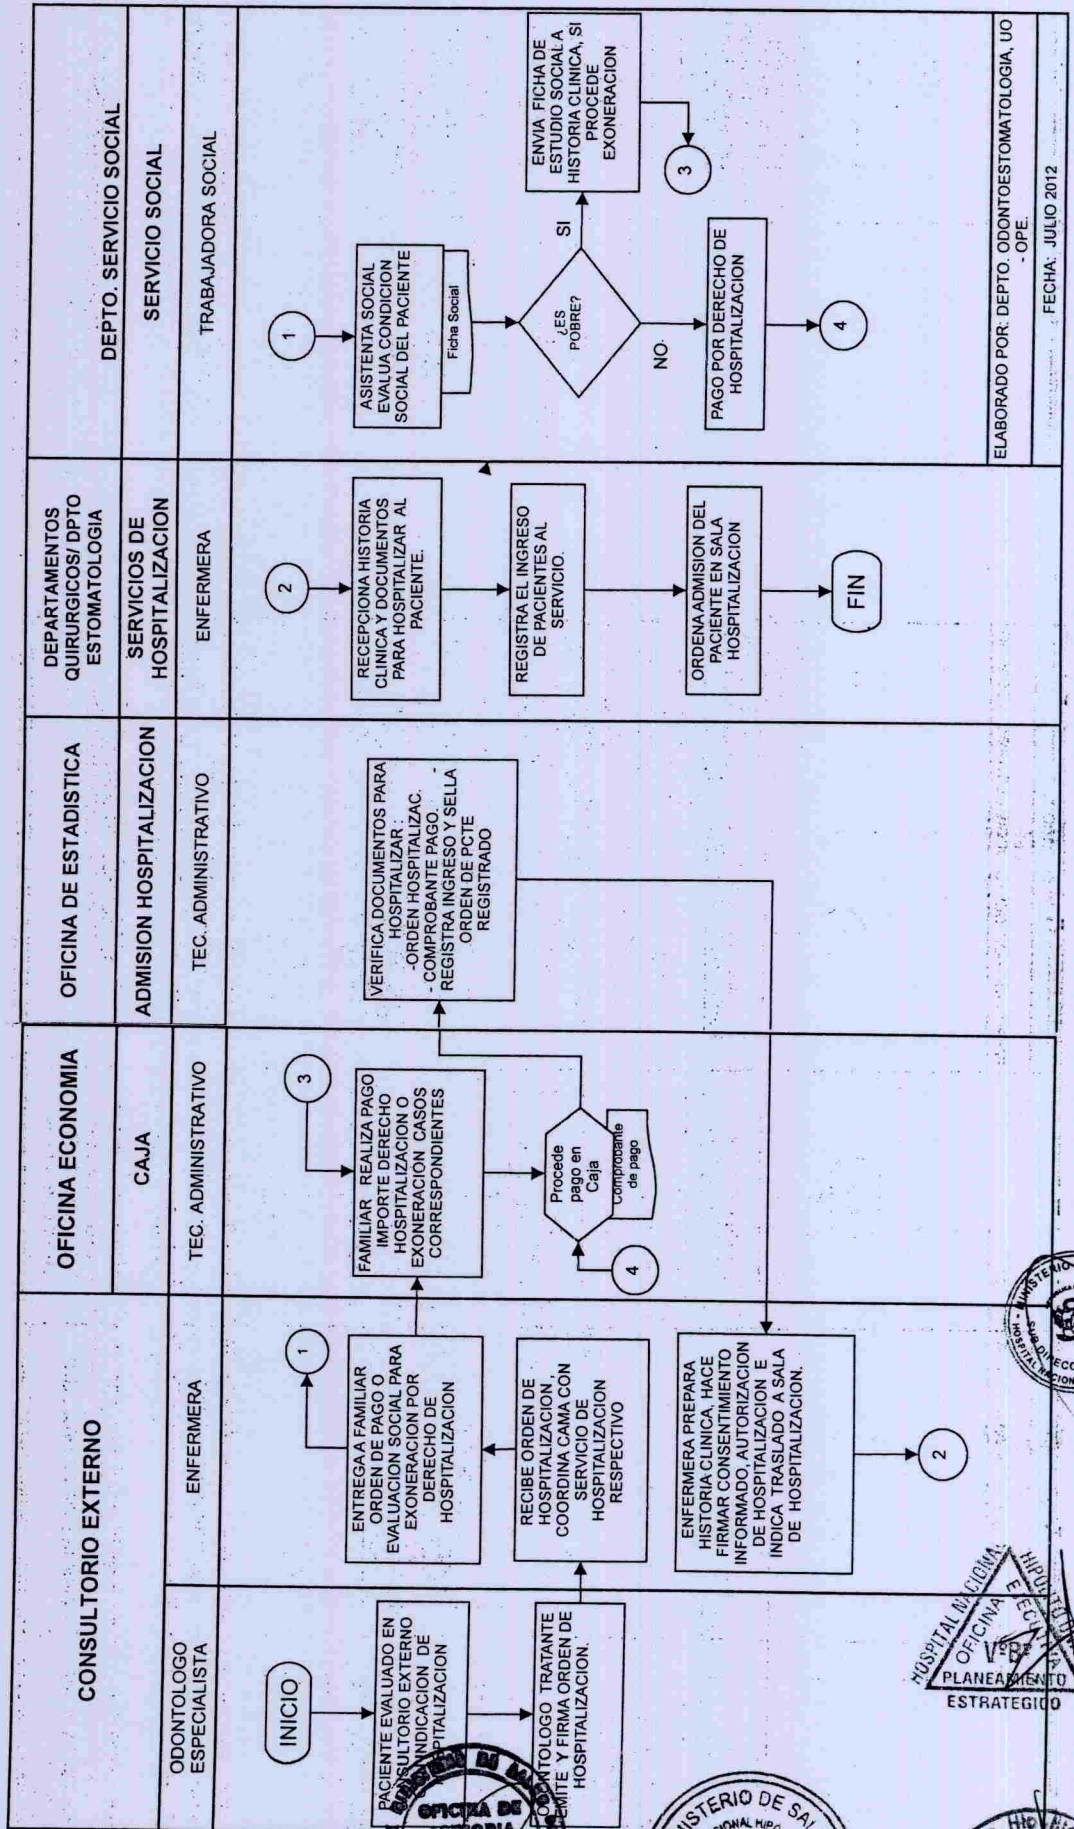 CONSULTORIO EXTERNO
OFICINA ECONOMIA
OFICINA DE ESTADISTICA
DEPARTAMENTOS
QUIRURGICOS/ DPTO
ESTOMATOLOGIA
DEPTO. SERVICIO SOCIAL
CAJA
ADMISION HOSPITALIZACION
SERVICIOS DE
HOSPITALIZACION
SERVICIO SOCIAL
ODONTOLOGO
ESPECIALISTA
ENFERMERA
TEC. ADMINISTRATIVO
TEC. ADMINISTRATIVO
ENFERMERA
TRABAJADORA SOCIAL
INICIO
PACIENTE EVALUADO EN
EXTERNO
INDICACION DE
ODONTOLOGO TRATANTE
EMITE Y FIRMA ORDEN DE
HOSPITALIZACION.
1
ENTREGA A FAMILIAR
ORDEN DE PAGO O
EVALUACION SOCIAL PARA
EXONERACION POR
DERECHO DE
HOSPITALIZACION
RECIBE ORDEN DE
HOSPITALIZACION ,
COORDINA CAMA CON
SERVICIO DE
HOSPITALIZACION
RESPECTIVO
ENFERMERA PREPARA
HISTORIA CLINICA, HACE
FIRMAR CONSENTIMIENTO
INFORMADO, AUTORIZACION
DE HOSPITALIZACION E
INDICA TRASLADO A SALA
DE HOSPITALIZACION.
2
3
FAMILIAR REALIZA PAGO
IMPORTE DERECHO
HOSPITALIZACION O
EXONERACIÓN CASOS
CORRESPONDIENTES
Procede
pago en
Caja
Comprobante
de pago
4
VERIFICA DOCUMENTOS PARA
HOSPITALIZAR :
-ORDEN HOSPITALIZAC.
- COMPROBANTE PAGO. -
REGISTRA INGRESO Y SELLA
ORDEN DE PCTE
REGISTRADO
2
RECEPCIONA HISTORIA
CLINICA Y DOCUMENTOS
PARA HOSPITALIZAR AL
PACIENTE.
REGISTRA EL INGRESO
DE PACIENTES AL
SERVICIO.
ORDENA ADMISION DEL
PACIENTE EN SALA
HOSPITALIZACION
FIN
1
ASISTENTA SOCIAL
EVALUA CONDICION
SOCIAL DEL PACIENTE
Ficha Social
¿ES
POBRE?
SI
NO
ENVIA FICHA DE
ESTUDIO SOCIAL A
HISTORIA CLINICA, SI
PROCEDE
EXONERACION
3
PAGO POR DERECHO DE
HOSPITALIZACION
4
ELABORADO POR: DEPTO. ODONTOESTOMATOLOGIA, UO
- OPE.
FECHA: JULIO 2012
HOSPITAL NACIONAL
OFICINA EJECUTIVA
V°B°
PLANEAMIENTO
ESTRATEGICO
OFICINA DE
MINISTERIO
HOSPITAL NACIONAL